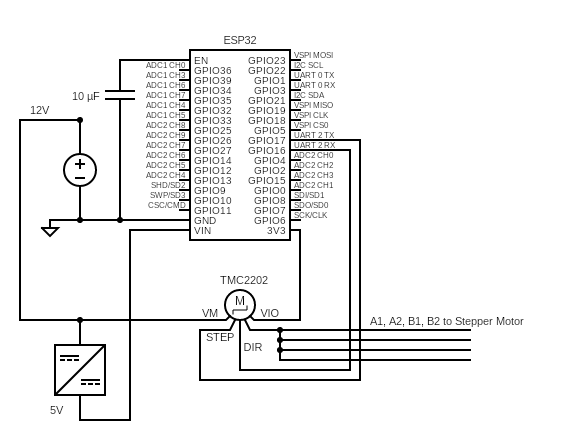 ESP32
EN
GPIO36
GPIO39
GPIO34
GPIO35
GPIO32
GPIO33
GPIO25
GPIO26
GPIO27
GPIO14
GPIO12
GPIO13
GPIO9
GPIO10
GPIO11
GND
VIN
GPIO23
GPIO22
GPIO1
GPIO3
GPIO21
GPIO19
GPIO18
GPIO5
GPIO17
GPIO16
GPIO4
GPIO2
GPIO15
GPIO0
GPIO8
GPIO7
GPIO6
3V3
ADC1 CH0
ADC1 CH3
ADC1 CH6
ADC1 CH7
ADC1 CH4
ADC1 CH5
ADC2 CH8
ADC2 CH9
ADC2 CH7
ADC2 CH6
ADC2 CH5
ADC2 CH4
SHD/SD2
SWP/SD3
CSC/CMD
VSPI MOSI
I2C SCL
UART 0 TX
UART 0 RX
I2C SDA
VSPI MISO
VSPI CLK
VSPI CS0
UART 2 TX
UART 2 RX
ADC2 CH0
ADC2 CH2
ADC2 CH3
ADC2 CH1
SDI/SD1
SDO/SD0
SCK/CLK
10 µF
12V
TMC2202
M
VM
VIO
STEP
DIR
A1, A2, B1, B2 to Stepper Motor
5V